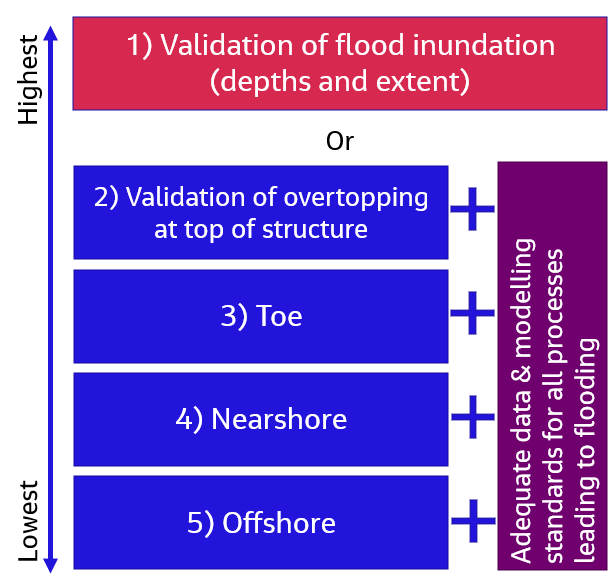 Highest
1) Validation of flood inundation
(depths and extent)
Or
2) Validation of overtopping
at top of structure
3) Toe
4) Nearshore
5) Offshore
Lowest
Adequate data & modelling
standards for all processes
leading to flooding